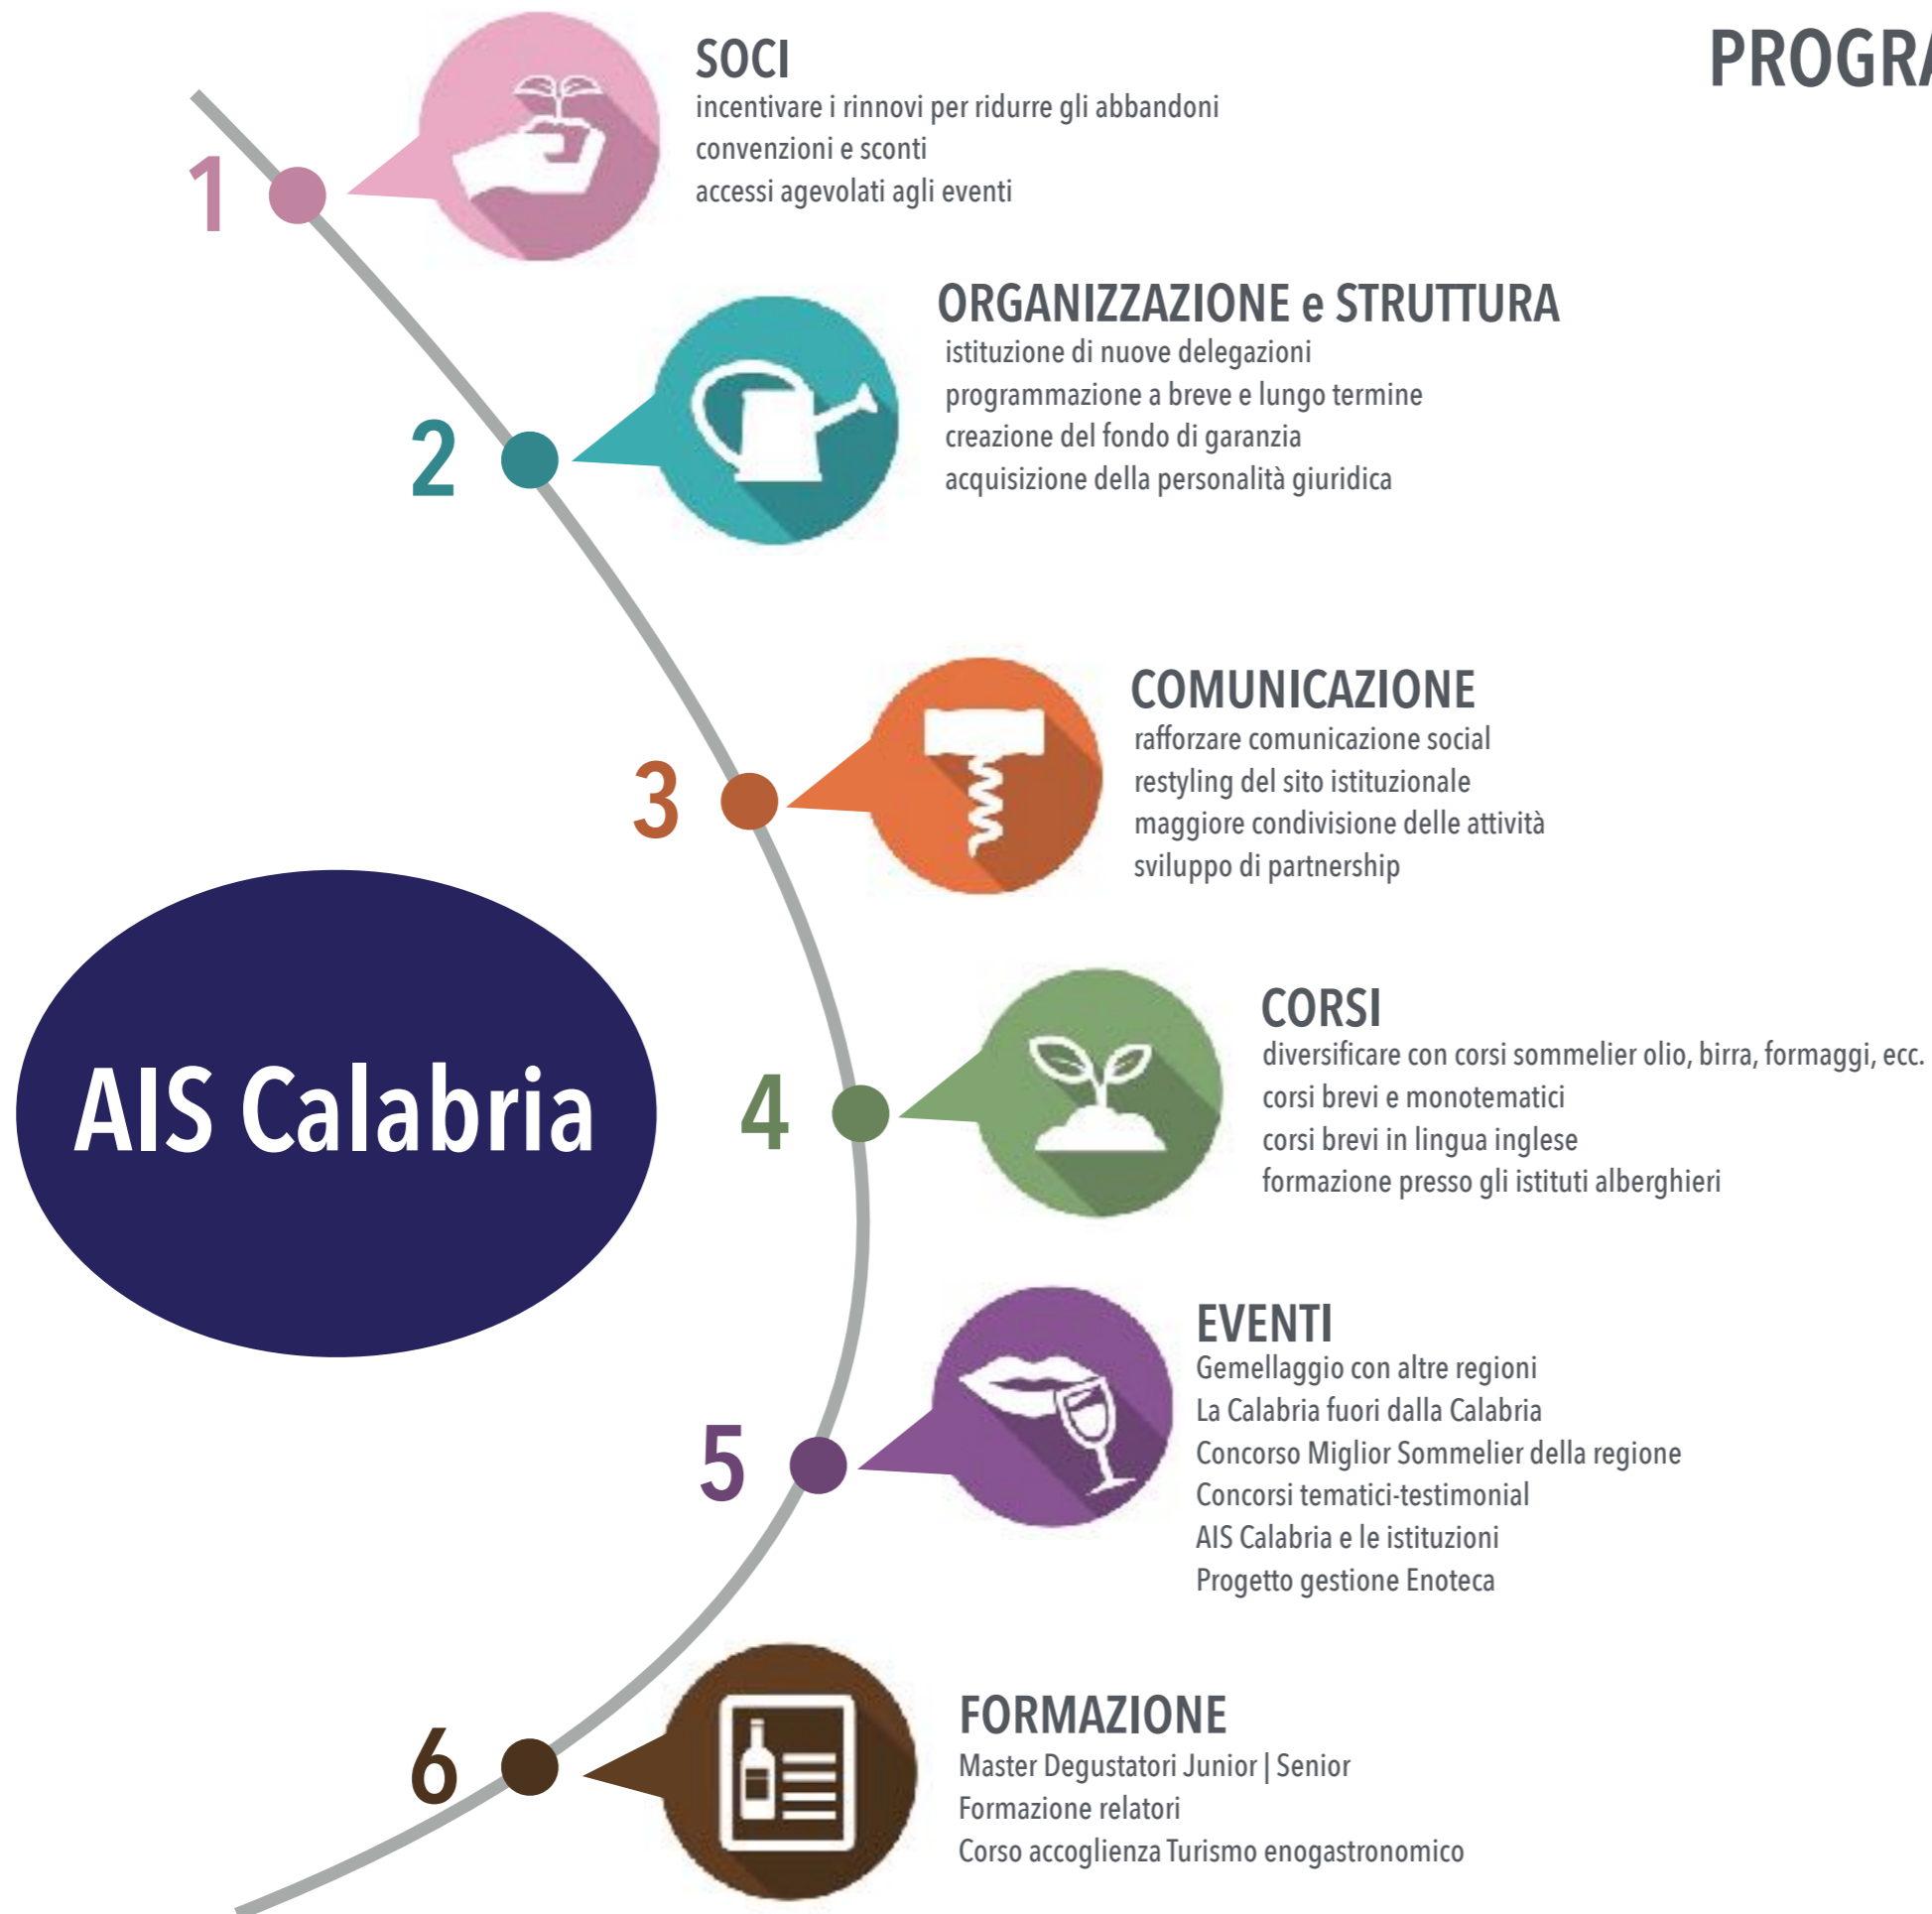 PROGRA
1
SOCI
incentivare i rinnovi per ridurre gli abbandoni
convenzioni e sconti
accessi agevolati agli eventi
2
ORGANIZZAZIONE e STRUTTURA
istituzione di nuove delegazioni
programmazione a breve e lungo termine
creazione del fondo di garanzia
acquisizione della personalità giuridica
3
COMUNICAZIONE
rafforzare comunicazione social
restyling del sito istituzionale
maggiore condivisione delle attività
sviluppo di partnership
AIS Calabria
4
CORSI
diversificare con corsi sommelier olio, birra, formaggi, ecc.
corsi brevi e monotematici
corsi brevi in lingua inglese
formazione presso gli istituti alberghieri
5
EVENTI
Gemellaggio con altre regioni
La Calabria fuori dalla Calabria
Concorso Miglior Sommelier della regione
Concorsi tematici-testimonial
AIS Calabria e le istituzioni
Progetto gestione Enoteca
6
FORMAZIONE
Master Degustatori Junior | Senior
Formazione relatori
Corso accoglienza Turismo enogastronomico